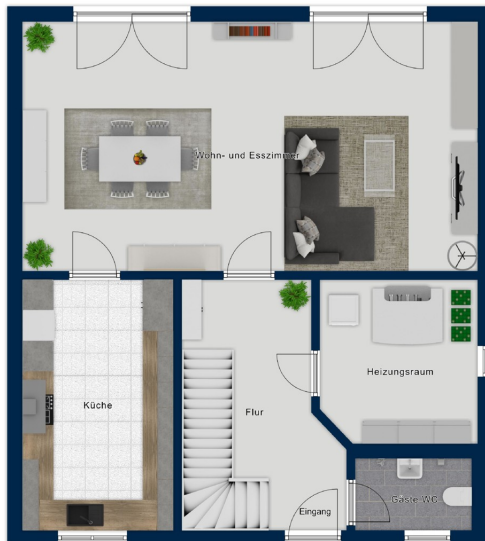 Wohn- und Esszimmer
Heizungsraum
Küche
Flur
Gäste-WC
Eingang